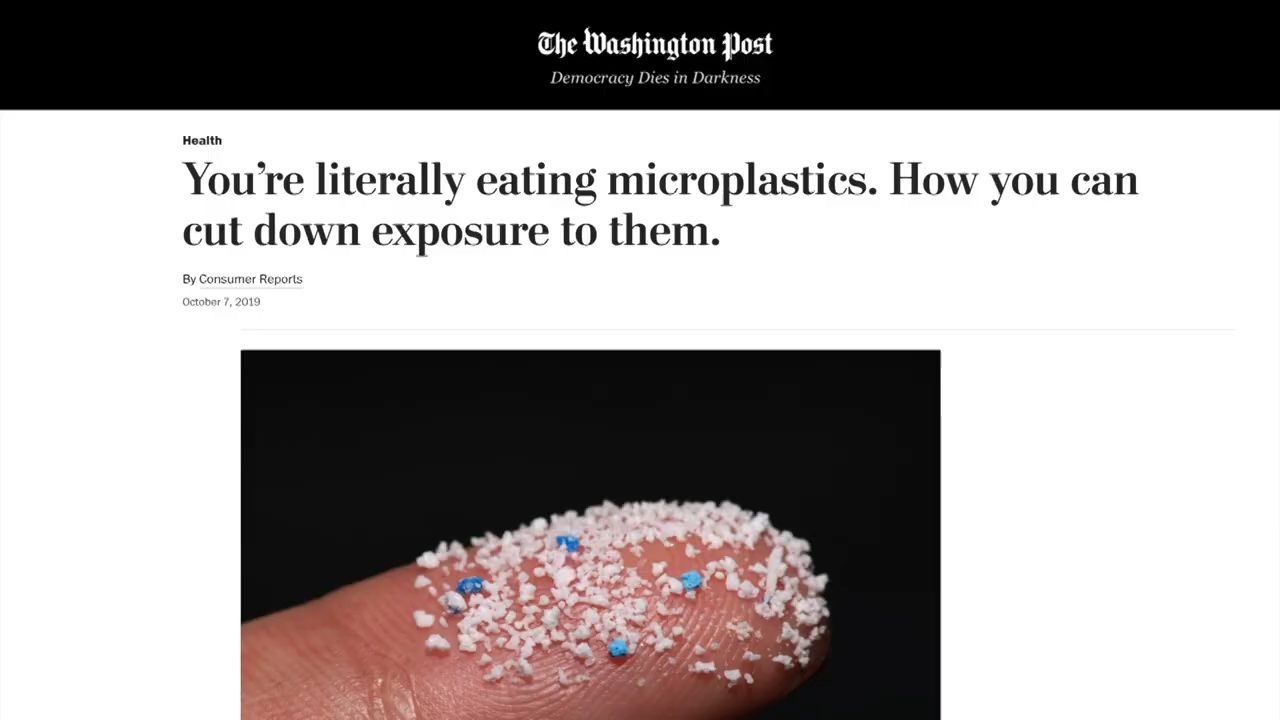 The Washington Post
Democracy Dies in Darkness
Health
You’re literally eating microplastics. How you can
cut down exposure to them.
By Consumer Reports
October 7, 2019